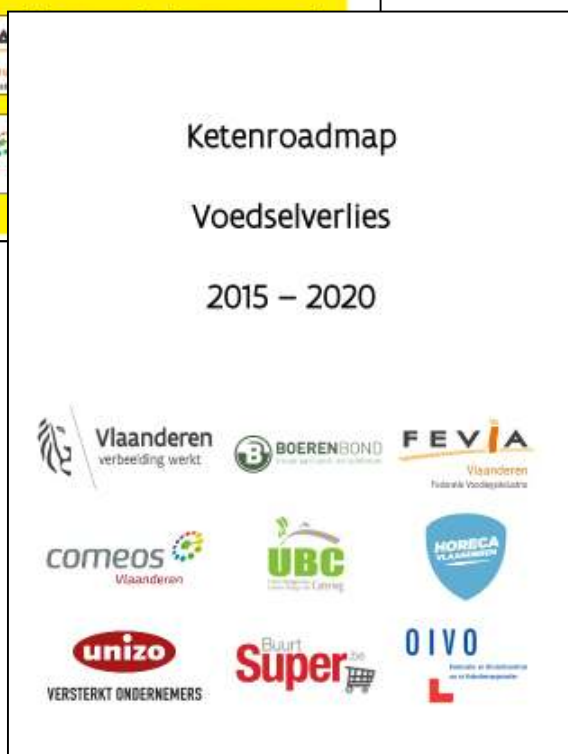 Ketenroadmap
Voedselverlies
2015 – 2020
Vlaanderen
verbeelding werkt
BOERENBOND
FEVIA
Vlaanderen
comeos
Vlaanderen
UBC
Catering
HORECA
VLAANDEREN
unizo
VERSTERKT ONDERNEMERS
Buurt
Super.be
OIVO